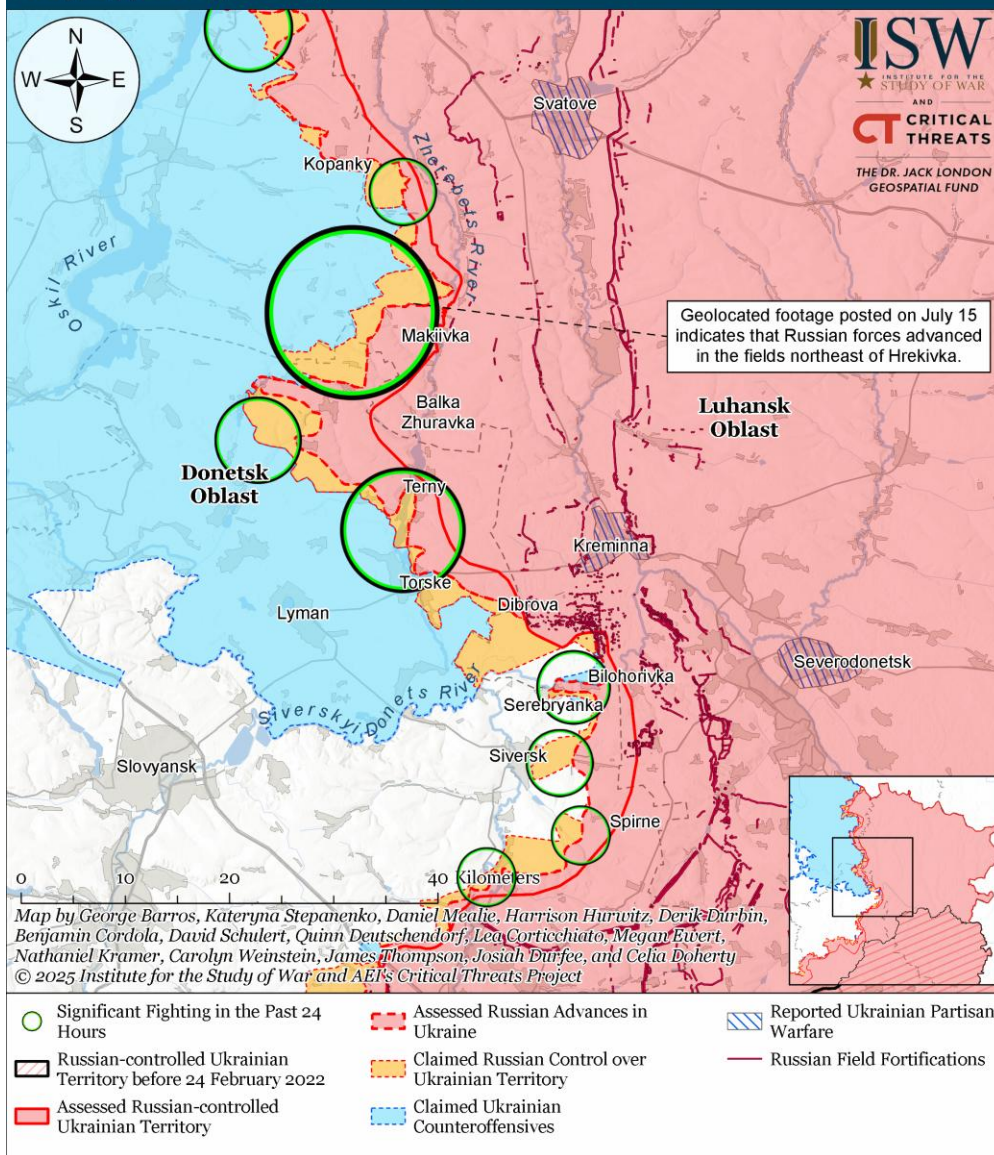 N
W E
S
ISW
INSTITUTE FOR THE
STUDY OF WAR
AND
CT CRITICAL
THREATS
THE DR. JACK LONDON
GEOSPATIAL FUND
Svatove
Kopanky
Zherebets River
Oskil River
Geolocated footage posted on July 15
indicates that Russian forces advanced
in the fields northeast of Hrekivka.
Makiivka
Balka
Zhuravka
Luhansk
Oblast
Donetsk
Oblast
Terny
Kreminna
Torske
Dibrova
Lyman
Severodonetsk
Bilohorivka
Serebryanka
Siverskyi Donets River
Siversk
Slovyansk
Spirne
0 10 20 40 Kilometers
Map by George Barros, Kateryna Stepanenko, Daniel Mealie, Harrison Hurwitz, Derik Durbin,
Benjamin Cordola, David Schulert, Quinn Deutschendorf, Lea Corticchiato, Megan Ewert,
Nathaniel Kramer, Carolyn Weinstein, James Thompson, Josiah Durfee, and Celia Doherty
© 2025 Institute for the Study of War and AEI's Critical Threats Project
Significant Fighting in the Past 24
Hours
Russian-controlled Ukrainian
Territory before 24 February 2022
Assessed Russian-controlled
Ukrainian Territory
Assessed Russian Advances in
Ukraine
Claimed Russian Control over
Ukrainian Territory
Claimed Ukrainian
Counteroffensives
Reported Ukrainian Partisan
Warfare
Russian Field Fortifications